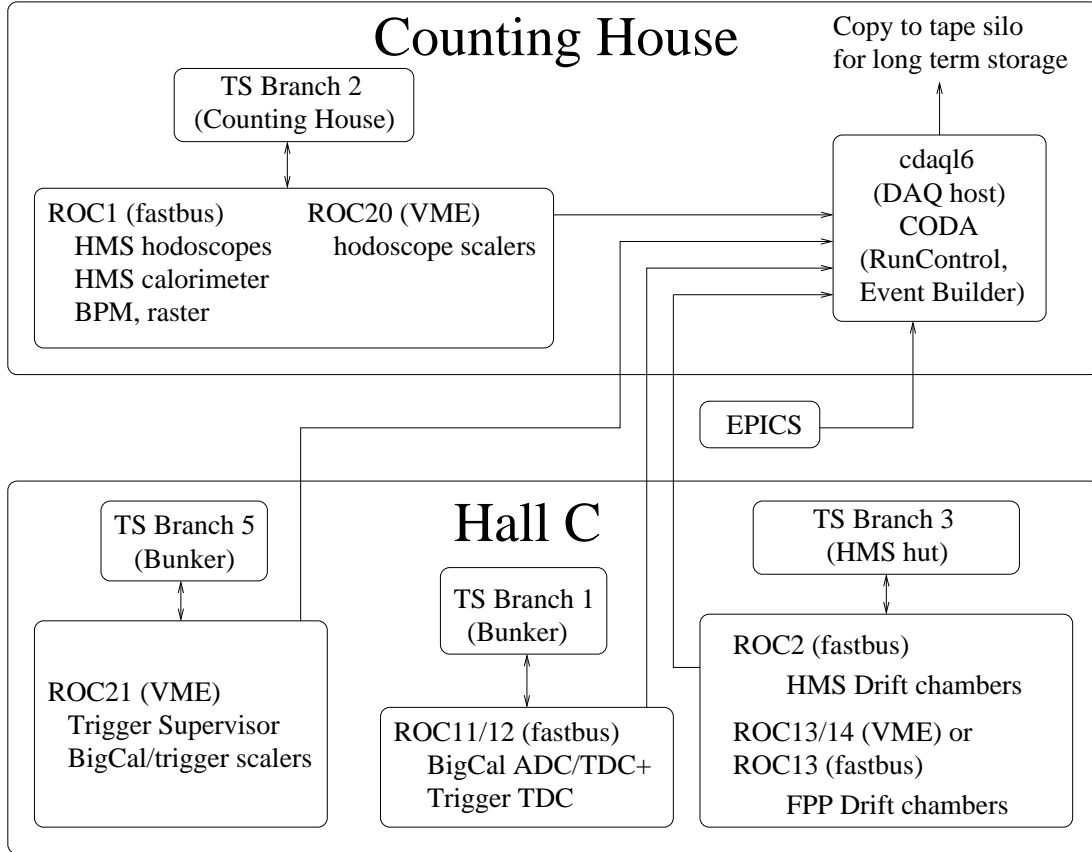 Counting House
Copy to tape silo
for long term storage
TS Branch 2
(Counting House)
ROC1 (fastbus)
HMS hodoscopes
HMS calorimeter
BPM, raster
ROC20 (VME)
hodoscope scalers
cdaql6
(DAQ host)
CODA
(RunControl,
Event Builder)
EPICS
Hall C
TS Branch 5
(Bunker)
ROC21 (VME)
Trigger Supervisor
BigCal/trigger scalers
TS Branch 1
(Bunker)
ROC11/12 (fastbus)
BigCal ADC/TDC+
Trigger TDC
TS Branch 3
(HMS hut)
ROC2 (fastbus)
HMS Drift chambers
ROC13/14 (VME) or
ROC13 (fastbus)
FPP Drift chambers